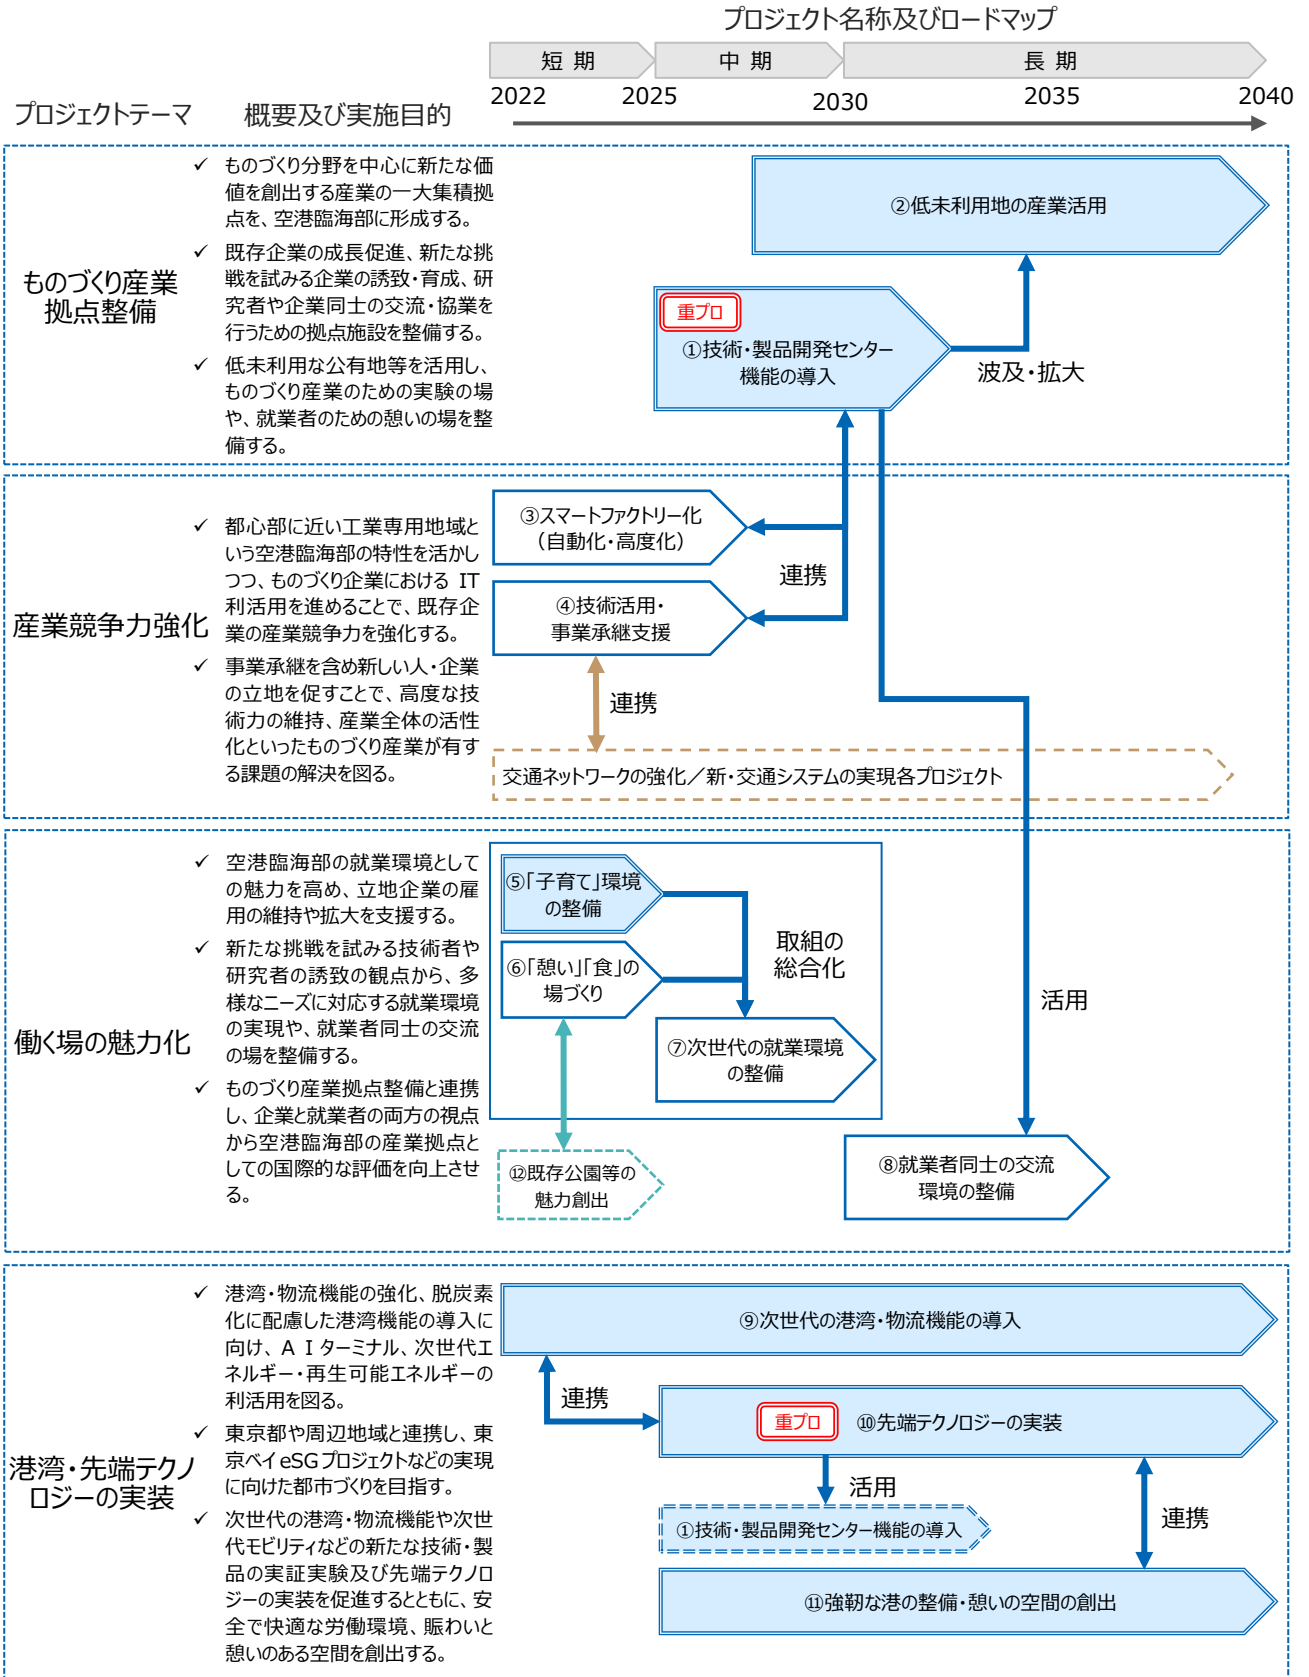 プロジェクト名称及びロードマップ
短 期
中 期
長 期
2022
2025
2030
2035
2040
プロジェクトテーマ
概要及び実施目的
ものづくり産業
拠点整備
✓ ものづくり分野を中心に新たな価
値を創出する産業の一大集積拠
点を、空港臨海部に形成する。
✓ 既存企業の成長促進、新たな挑
戦を試みる企業の誘致・育成、研
究者や企業同士の交流・協業を
行うための拠点施設を整備する。
✓ 低未利用な公有地等を活用し、
ものづくり産業のための実験の場
や、就業者のための憩いの場を整
備する。
②低未利用地の産業活用
重プロ
①技術・製品開発センター
機能の導入
波及・拡大
産業競争力強化
✓ 都心部に近い工業専用地域と
いう空港臨海部の特性を活かし
つつ、ものづくり企業における IT
利活用を進めることで、既存企
業の産業競争力を強化する。
✓ 事業承継を含め新しい人・企業
の立地を促すことで、高度な技
術力の維持、産業全体の活性
化といったものづくり産業が有す
る課題の解決を図る。
③スマートファクトリー化
（自動化・高度化）
連携
④技術活用・
事業承継支援
連携
交通ネットワークの強化／新・交通システムの実現各プロジェクト
働く場の魅力化
✓ 空港臨海部の就業環境として
の魅力を高め、立地企業の雇
用の維持や拡大を支援する。
✓ 新たな挑戦を試みる技術者や
研究者の誘致の観点から、多
様なニーズに対応する就業環境
の実現や、就業者同士の交流
の場を整備する。
✓ ものづくり産業拠点整備と連携
し、企業と就業者の両方の視点
から空港臨海部の産業拠点と
しての国際的な評価を向上させ
る。
⑤「子育て」環境
の整備
⑥「憩い」「食」の
場づくり
取組の
総合化
⑦次世代の就業環境
の整備
活用
⑫既存公園等の
魅力創出
⑧就業者同士の交流
環境の整備
港湾・先端テクノ
ロジーの実装
✓ 港湾・物流機能の強化、脱炭素
化に配慮した港湾機能の導入に
向け、ＡＩターミナル、次世代エ
ネルギー・再生可能エネルギーの
利活用を図る。
✓ 東京都や周辺地域と連携し、東
京ベイ eSG プロジェクトなどの実現
に向けた都市づくりを目指す。
✓ 次世代の港湾・物流機能や次世
代モビリティなどの新たな技術・製
品の実証実験及び先端テクノロ
ジーの実装を促進するとともに、安
全で快適な労働環境、賑わいと
憩いのある空間を創出する。
⑨次世代の港湾・物流機能の導入
連携
重プロ
⑩先端テクノロジーの実装
活用
①技術・製品開発センター機能の導入
連携
⑪強靭な港の整備・憩いの空間の創出